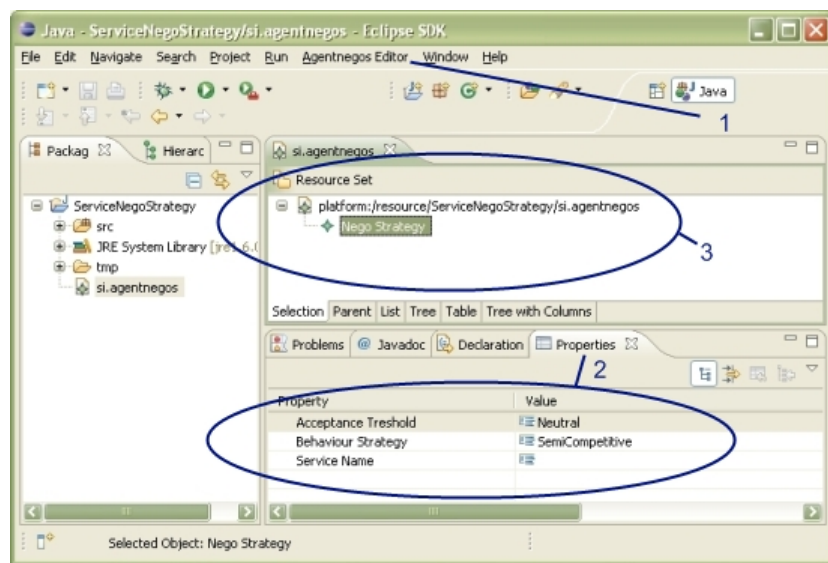 Java - ServiceNegoStrategy/si.agentnegos - Eclipse SDK
File Edit Navigate Search Project Run Agentnegos Editor Window Help
Java
1
Packag Hierarc
si.agentnegos
Resource Set
ServiceNegoStrategy
src
JRE System Library
tmp
si.agentnegos
platform:/resource/ServiceNegoStrategy/si.agentnegos
Nego Strategy
3
Selection Parent List Tree Table Tree with Columns
Problems @ Javadoc Declaration Properties
2
Property Value
Acceptance Treshold Neutral
Behaviour Strategy SemiCompetitive
Service Name
Selected Object: Nego Strategy